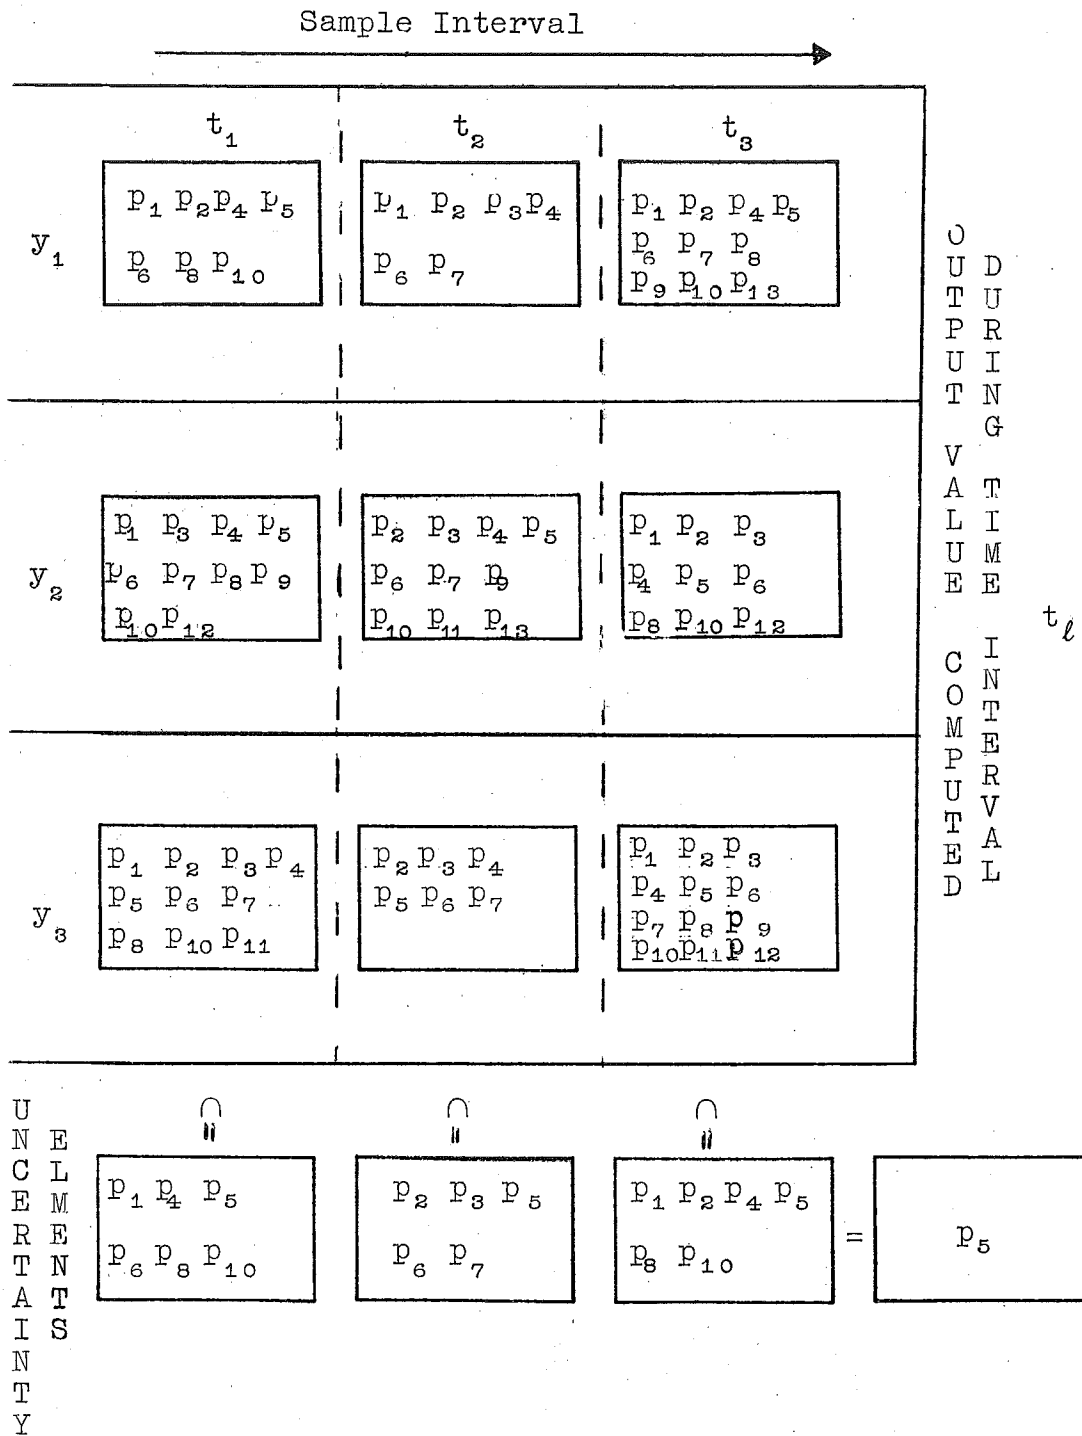 Sample Interval
t₁ t₂ t₃
y₁
p₁ p₂ p₄ p₅
p₆ p₈ p₁₀
p₁ p₂ p₃ p₄
p₆ p₇
p₁ p₂ p₄ p₅
p₆ p₇ p₈
p₉ p₁₀ p₁₃
y₂
p₁ p₃ p₄ p₅
p₆ p₇ p₈ p₉
p₁₀ p₁₂
p₂ p₃ p₄ p₅
p₆ p₇ p₉
p₁₀ p₁₁ p₁₃
p₁ p₂ p₃
p₄ p₅ p₆
p₈ p₁₀ p₁₂
y₃
p₁ p₂ p₃ p₄
p₅ p₆ p₇
p₈ p₁₀ p₁₁
p₂ p₃ p₄
p₅ p₆ p₇
p₁ p₂ p₃
p₄ p₅ p₆
p₇ p₈ p₉
p₁₀ p₁₁ p₁₂
OUTPUT VALUE COMPUTED
DURING TIME INTERVAL
t_ℓ
UNCERTAINTY
ELMENTS
∩ ∩ ∩
= = =
p₁ p₄ p₅
p₆ p₈ p₁₀
p₂ p₃ p₅
p₆ p₇
p₁ p₂ p₄ p₅
p₈ p₁₀
=
p₅